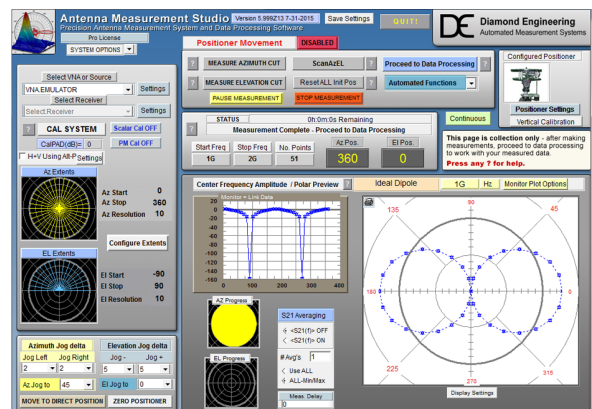 Antenna Measurement Studio
Version 5.999Z13 7-31-2015
Save Settings
QUIT!
Precision Antenna Measurement System and Data Processing Software
Pro License
SYSTEM OPTIONS
DE
Diamond Engineering
Automated Measurement Systems
Positioner Movement
DISABLED
? MEASURE AZIMUTH CUT
ScanAzEL
? Proceed to Data Processing
? MEASURE ELEVATION CUT
Reset ALL Init Pos
? Automated Functions
PAUSE MEASUREMENT
STOP MEASUREMENT
Configured Positioner
Positioner Settings
Vertical Calibration
Select VNA or Source
VNA.EMULATOR
Settings
Select Receiver
Select:Receiver
Settings
? CAL SYSTEM
Scalar Cal OFF
CalPAD(dB)= 0
PM Cal OFF
H+V Using Alt-P
Settings
STATUS
0h:0m:0s Remaining
? Measurement Complete - Proceed to Data Processing
Start Freq
Stop Freq
No. Points
Az Pos.
El Pos.
1G
2G
51
360
0
Continuous
This page is collection only - after making
measurements, proceed to data processing
to work with your measured data.
Press any ? for help.
Az Extents
Az Start 0
Az Stop 360
Az Resolution 10
Configure Extents
EL Extents
El Start -90
El Stop 90
El Resolution 10
Center Frequency Amplitude / Polar Preview
?
Ideal Dipole
1G Hz
Monitor Plot Options
Monitor - Link Data
20
0
-20
-40
-60
-80
-100
-120
-140
-160
0 100 200 300 400
90
135
45
180
0
225
315
270
Display Settings
AZ Progress
EL Progress
S21 Averaging
<S21(f)> OFF
<S21(f)> ON
# Avg's 1
Use ALL
ALL-Min/Max
Meas. Delay
0
Azimuth Jog delta
Elevation Jog delta
Jog Left
Jog Right
Jog -
Jog +
2
2
5
5
Az Jog to
45
El Jog to
0
MOVE TO DIRECT POSITION
ZERO POSITIONER